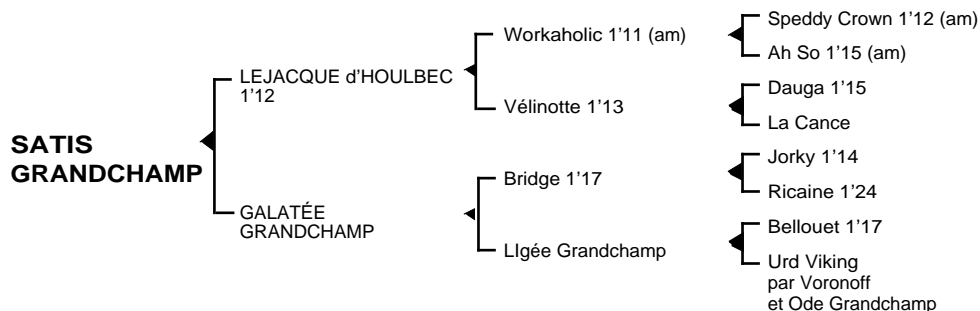 SATIS
GRANDCHAMP
LEJACQUE d'HOULBEC
1'12
GALATÉE
GRANDCHAMP
Workaholic 1'11 (am)
Vélinotte 1'13
Bridge 1'17
LIgée Grandchamp
Speddy Crown 1'12 (am)
Ah So 1'15 (am)
Dauga 1'15
La Cance
Jorky 1'14
Ricaine 1'24
Bellouet 1'17
Urd Viking
par Voronoff
et Ode Grandchamp